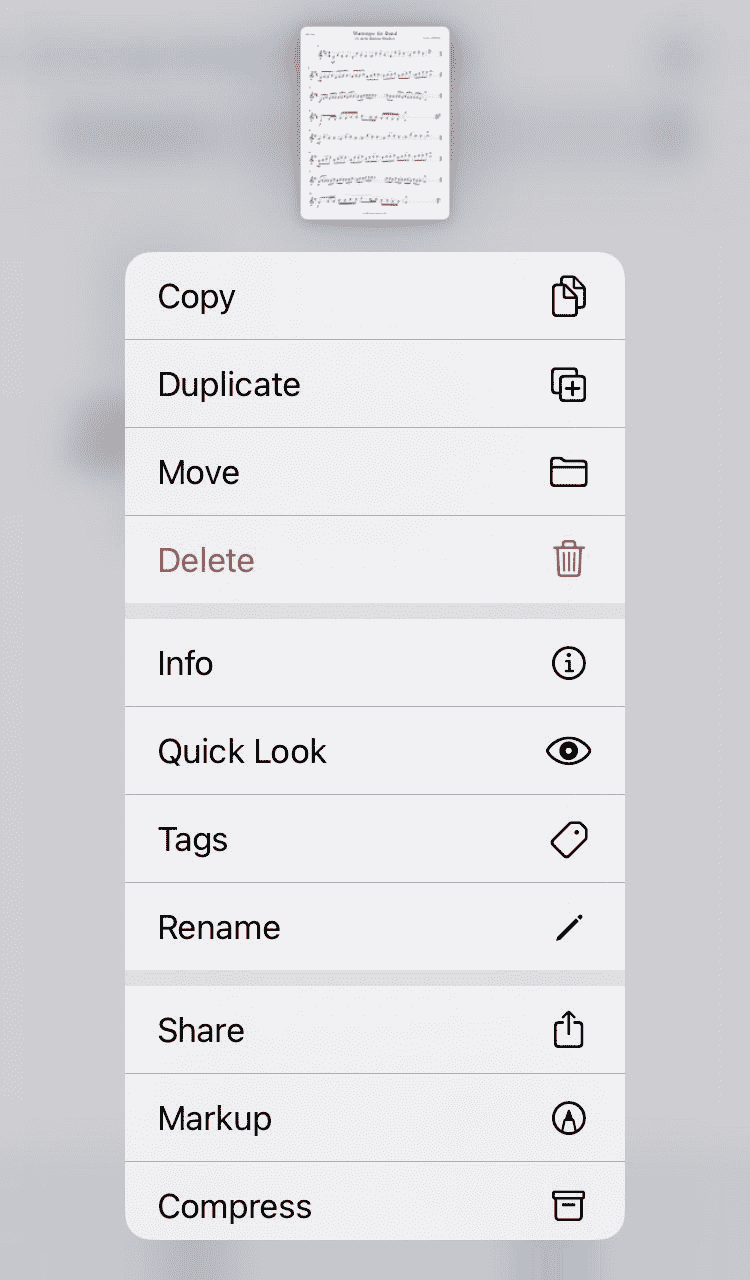 Copy
Duplicate
Move
Delete
Info
Quick Look
Tags
Rename
Share
Markup
Compress